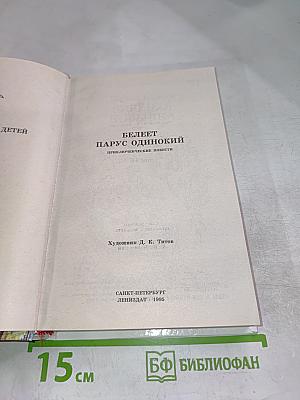 ДЕТЕЙ
БЕЛЕЕТ
ПАРУС ОДИНОКИЙ
ПРИКЛЮЧЕНЧЕСКИЕ ПОВЕСТИ
Художник Д. К. Титов
САНКТ-ПЕТЕРБУРГ
ЛЕНИЗДАТ · 1995
15 см
БФ БИБЛИОФАН